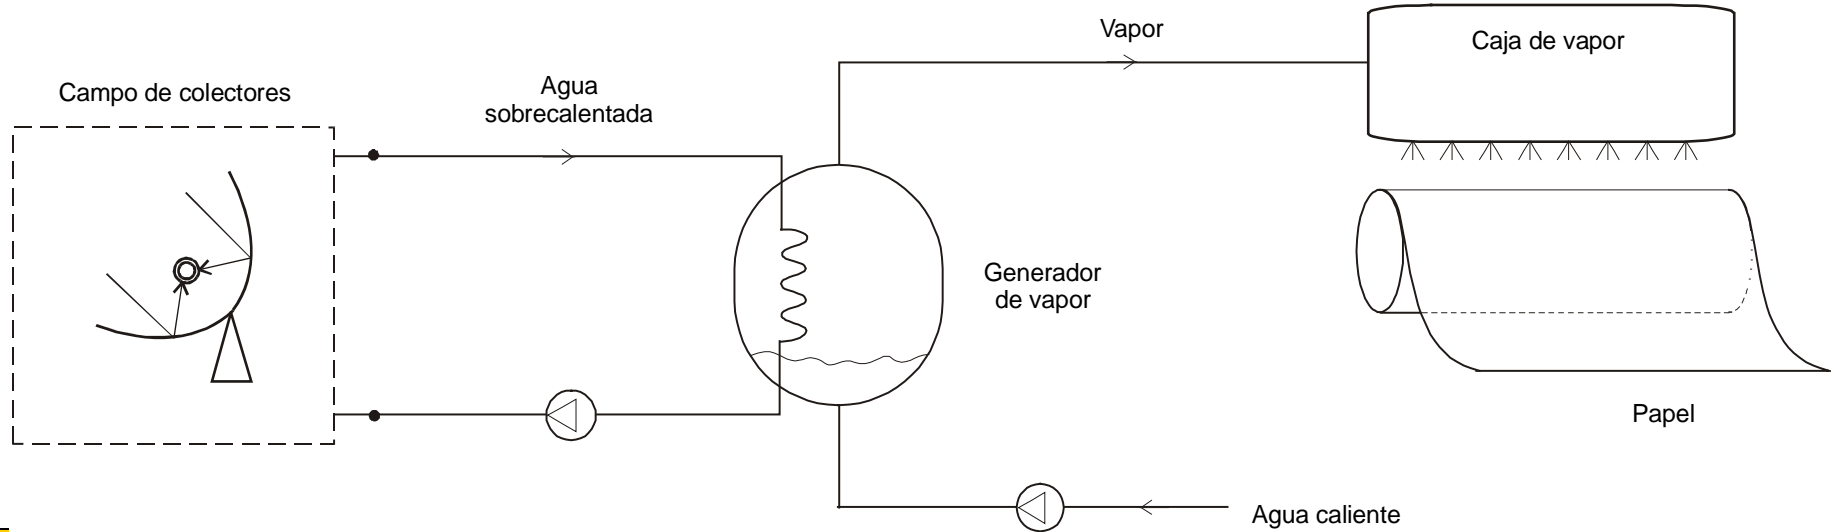 Vapor
Caja de vapor
Campo de colectores
Agua
sobrecalentada
Generador
de vapor
Papel
Agua caliente